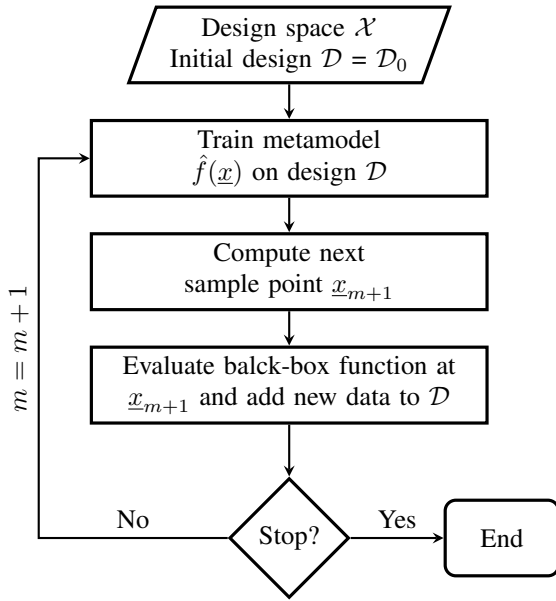 Design space 𝒳
Initial design 𝒟 = 𝒟₀
Train metamodel
f̂(x̲) on design 𝒟
Compute next
sample point x̲ₘ₊₁
Evaluate balck-box function at
x̲ₘ₊₁ and add new data to 𝒟
m = m + 1
No
Stop?
Yes
End